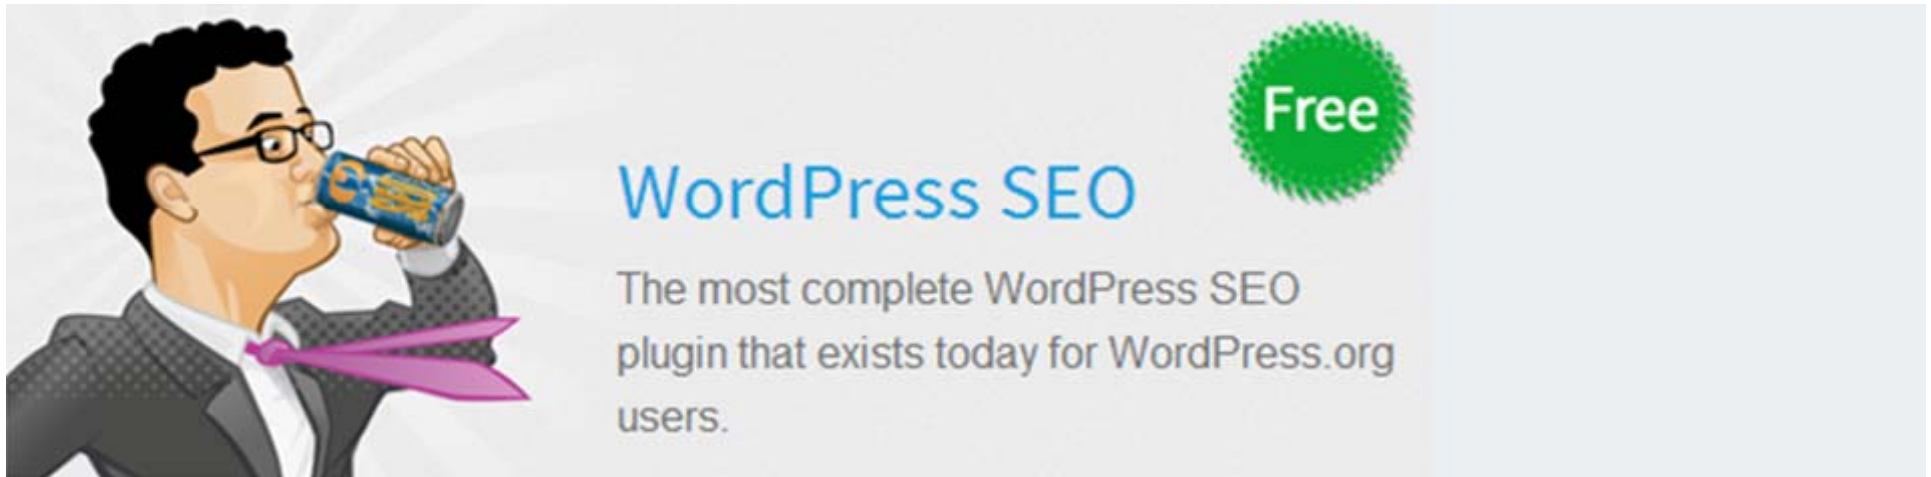 Free
WordPress SEO
The most complete WordPress SEO
plugin that exists today for WordPress.org
users.